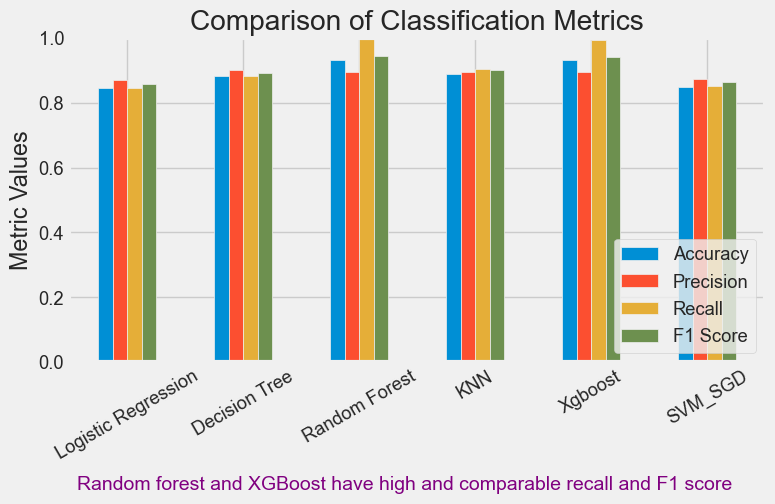 Comparison of Classification Metrics
1.0
0.8
0.6
0.4
0.2
0.0
Metric Values
Accuracy
Precision
Recall
F1 Score
Logistic Regression
Decision Tree
Random Forest
KNN
Xgboost
SVM_SGD
Random forest and XGBoost have high and comparable recall and F1 score